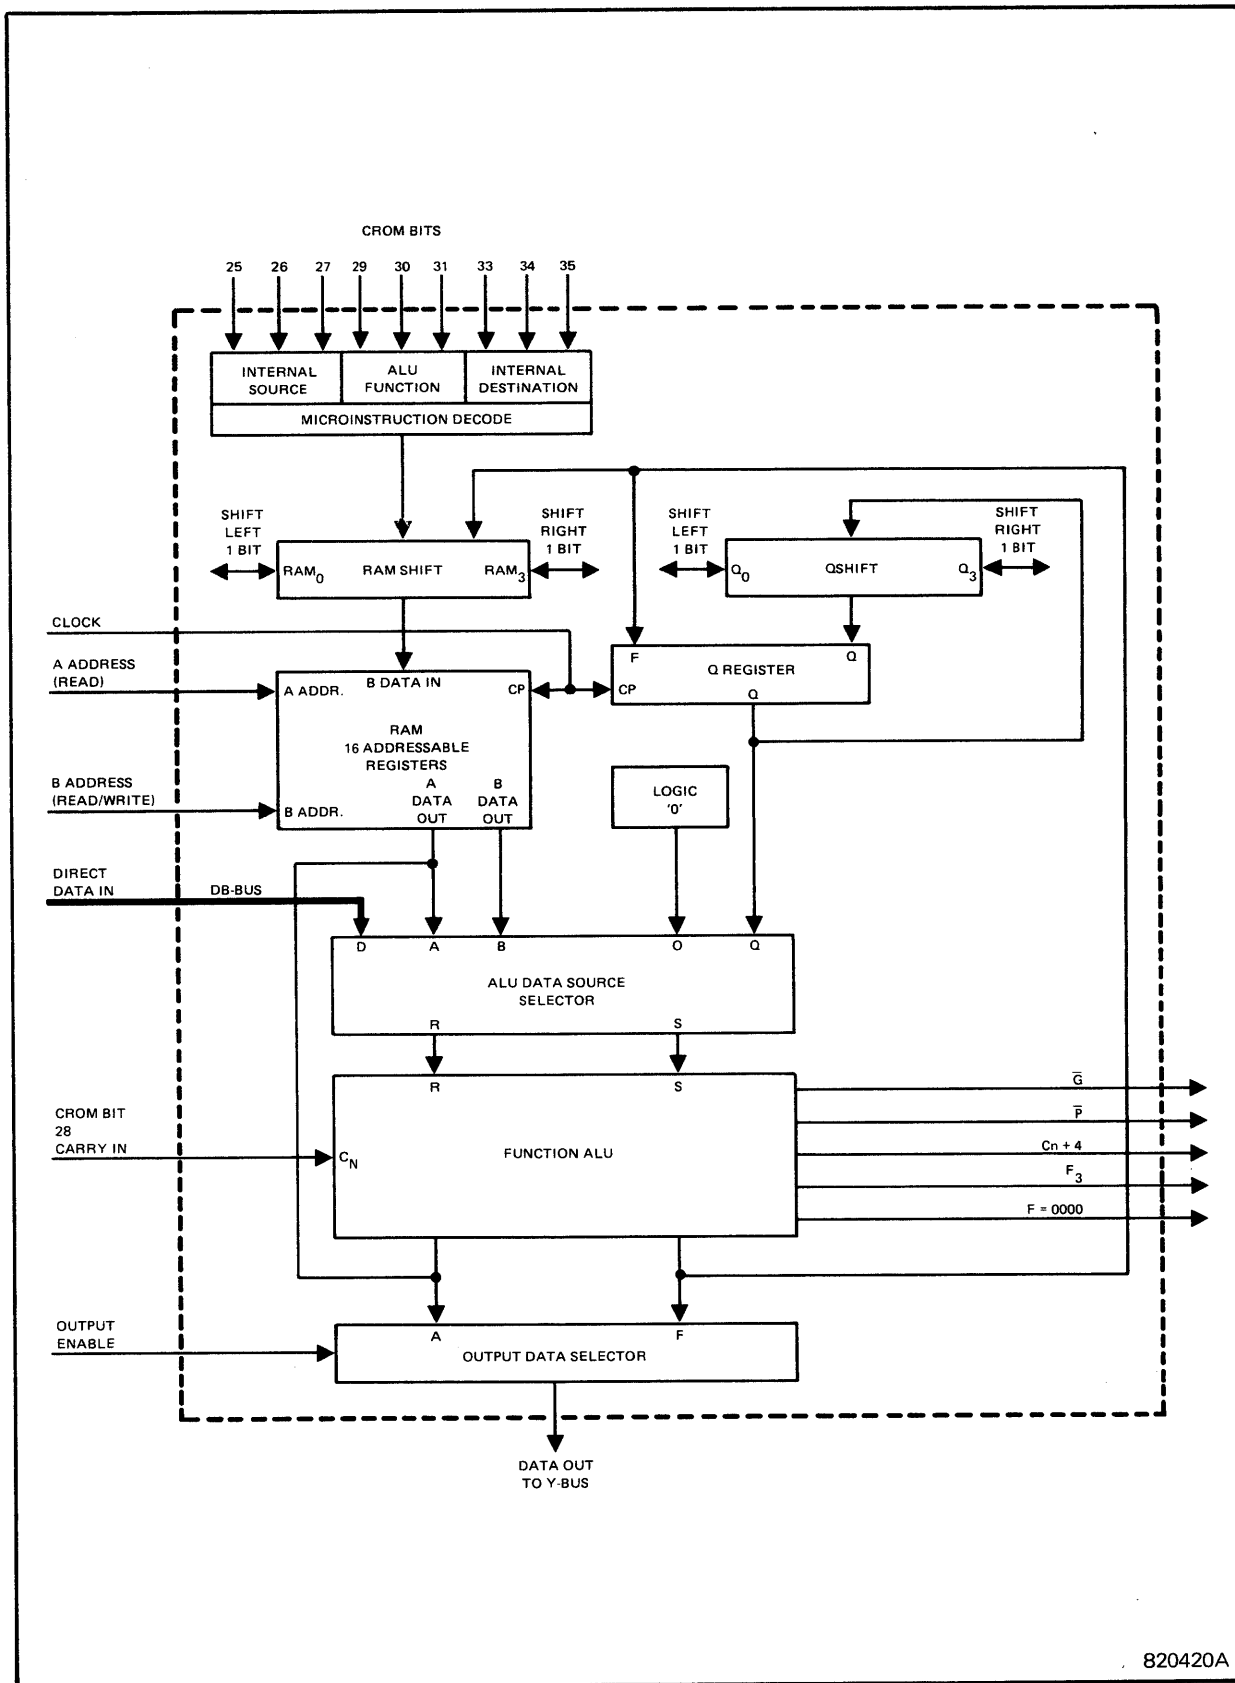 CROM BITS
25 26 27 29 30 31 33 34 35
INTERNAL
SOURCE
ALU
FUNCTION
INTERNAL
DESTINATION
MICROINSTRUCTION DECODE
SHIFT
LEFT
1 BIT
SHIFT
RIGHT
1 BIT
SHIFT
LEFT
1 BIT
SHIFT
RIGHT
1 BIT
RAM0 RAM SHIFT RAM3
Q0 QSHIFT Q3
CLOCK
A ADDRESS
(READ)
B ADDRESS
(READ/WRITE)
B DATA IN
A ADDR. CP
RAM
16 ADDRESSABLE
REGISTERS
A
DATA
OUT
B
DATA
OUT
B ADDR.
F Q
Q REGISTER
CP
Q
LOGIC
'0'
DIRECT
DATA IN
DB-BUS
D A B O Q
ALU DATA SOURCE
SELECTOR
R S
R S
FUNCTION ALU
CROM BIT
28
CARRY IN
CN
G̅
P̅
Cn + 4
F3
F = 0000
OUTPUT
ENABLE
A F
OUTPUT DATA SELECTOR
DATA OUT
TO Y-BUS
820420A